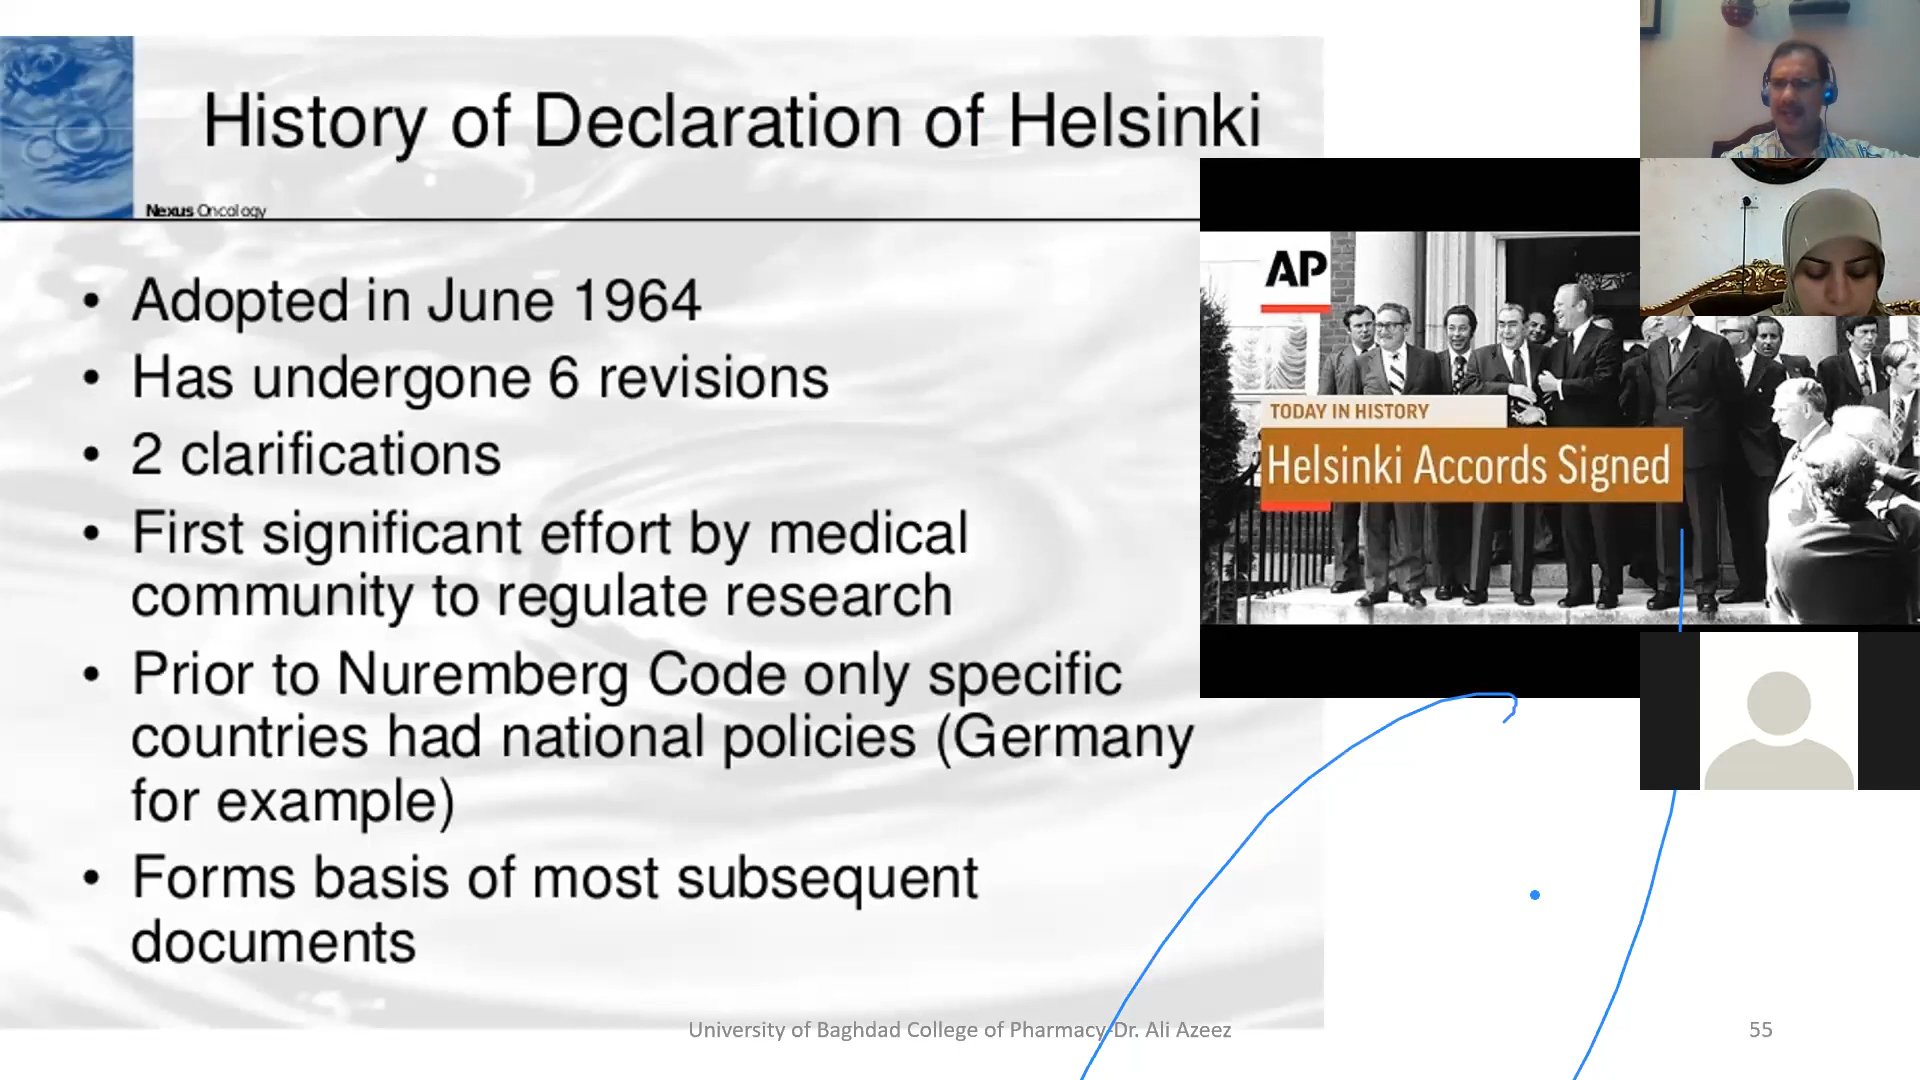 History of Declaration of Helsinki
Nexus Oncology
• Adopted in June 1964
• Has undergone 6 revisions
• 2 clarifications
• First significant effort by medical
community to regulate research
• Prior to Nuremberg Code only specific
countries had national policies (Germany
for example)
• Forms basis of most subsequent
documents
AP
TODAY IN HISTORY
Helsinki Accords Signed
University of Baghdad College of Pharmacy-Dr. Ali Azeez
55